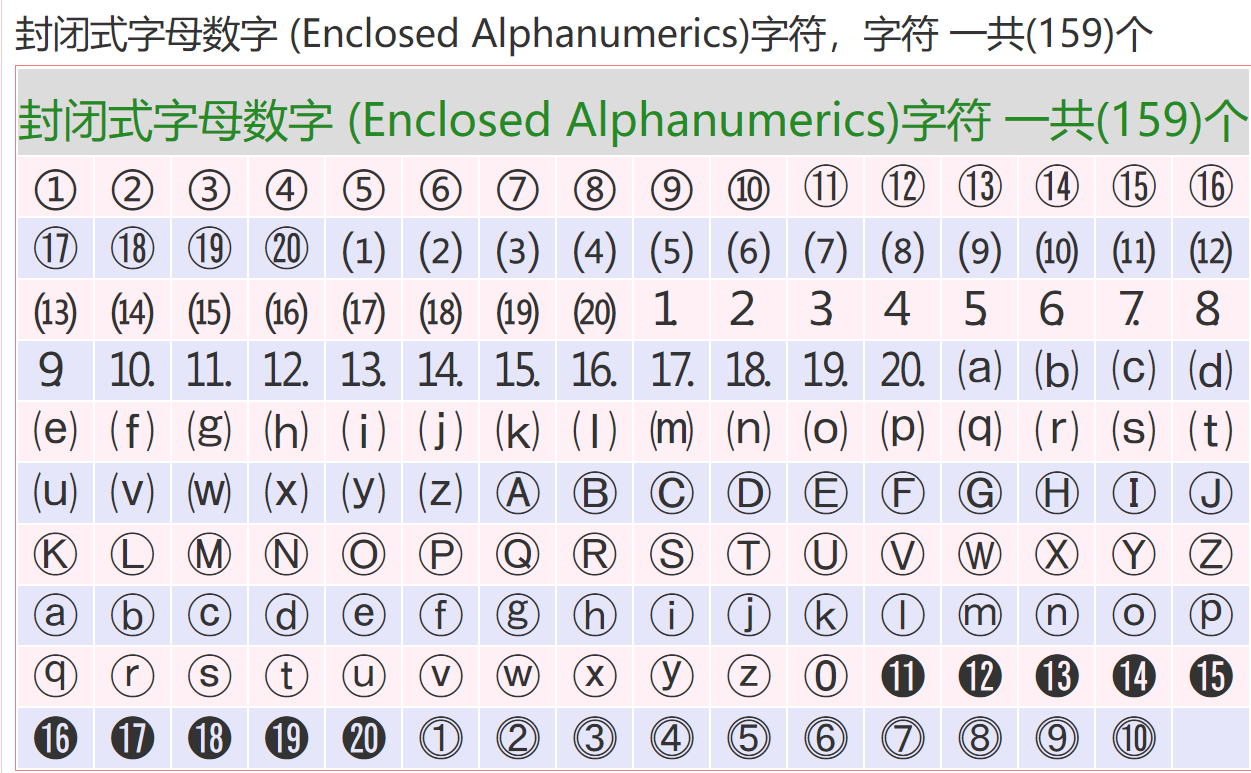 封闭式字母数字 (Enclosed Alphanumerics)字符，字符 一共(159)个
封闭式字母数字 (Enclosed Alphanumerics)字符 一共(159)个
① ② ③ ④ ⑤ ⑥ ⑦ ⑧ ⑨ ⑩ ⑪ ⑫ ⑬ ⑭ ⑮ ⑯
⑰ ⑱ ⑲ ⑳ ⑴ ⑵ ⑶ ⑷ ⑸ ⑹ ⑺ ⑻ ⑼ ⑽ ⑾ ⑿
⒀ ⒁ ⒂ ⒃ ⒄ ⒅ ⒆ ⒇ ⒈ ⒉ ⒊ ⒋ ⒌ ⒍ ⒎ ⒏
⒐ ⒑ ⒒ ⒓ ⒔ ⒕ ⒖ ⒗ ⒘ ⒙ ⒚ ⒛ ⒜ ⒝ ⒞ ⒟
⒠ ⒡ ⒢ ⒣ ⒤ ⒥ ⒦ ⒧ ⒨ ⒩ ⒪ ⒫ ⒬ ⒭ ⒮ ⒯
⒰ ⒱ ⒲ ⒳ ⒴ ⒵ Ⓐ Ⓑ Ⓒ Ⓓ Ⓔ Ⓕ Ⓖ Ⓗ Ⓘ Ⓙ
Ⓚ Ⓛ Ⓜ Ⓝ Ⓞ Ⓟ Ⓠ Ⓡ Ⓢ Ⓣ Ⓤ Ⓥ Ⓦ Ⓧ Ⓨ Ⓩ
ⓐ ⓑ ⓒ ⓓ ⓔ ⓕ ⓖ ⓗ ⓘ ⓙ ⓚ ⓛ ⓜ ⓝ ⓞ ⓟ
ⓠ ⓡ ⓢ ⓣ ⓤ ⓥ ⓦ ⓧ ⓨ ⓩ ⓪ ⓫ ⓬ ⓭ ⓮ ⓯
⓰ ⓱ ⓲ ⓳ ⓴ ⓵ ⓶ ⓷ ⓸ ⓹ ⓺ ⓻ ⓼ ⓽ ⓾